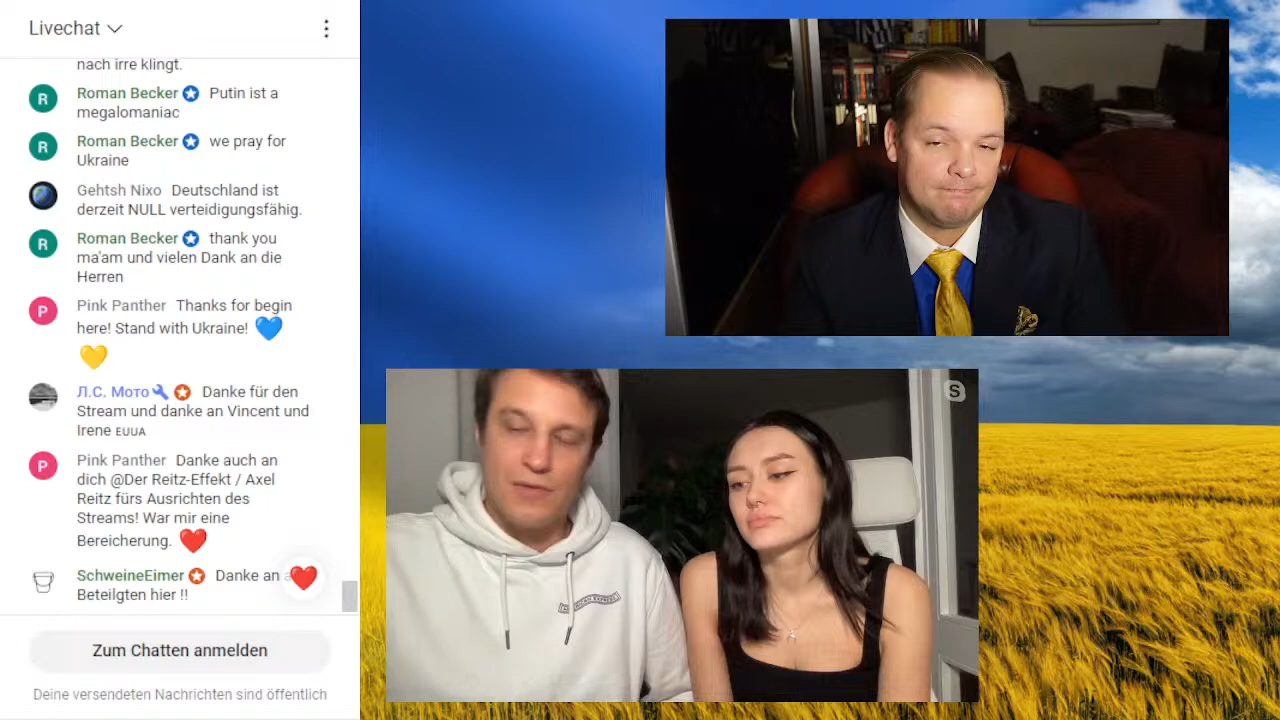 Livechat
nach irre klingt.
Roman Becker Putin ist a
megalomaniac
Roman Becker we pray for
Ukraine
Gehtsh Nixo Deutschland ist
derzeit NULL verteidigungsfähig.
Roman Becker thank you
ma'am und vielen Dank an die
Herren
Pink Panther Thanks for begin
here! Stand with Ukraine! 💙
💛
Л.С. Мото Danke für den
Stream und danke an Vincent und
Irene ᴇᴜᴜᴀ
Pink Panther Danke auch an
dich @Der Reitz-Effekt / Axel
Reitz fürs Ausrichten des
Streams! War mir eine
Bereicherung. ❤️
SchweineEimer Danke an
Beteilgten hier !!
Zum Chatten anmelden
Deine versendeten Nachrichten sind öffentlich
R
R
R
P
P
S